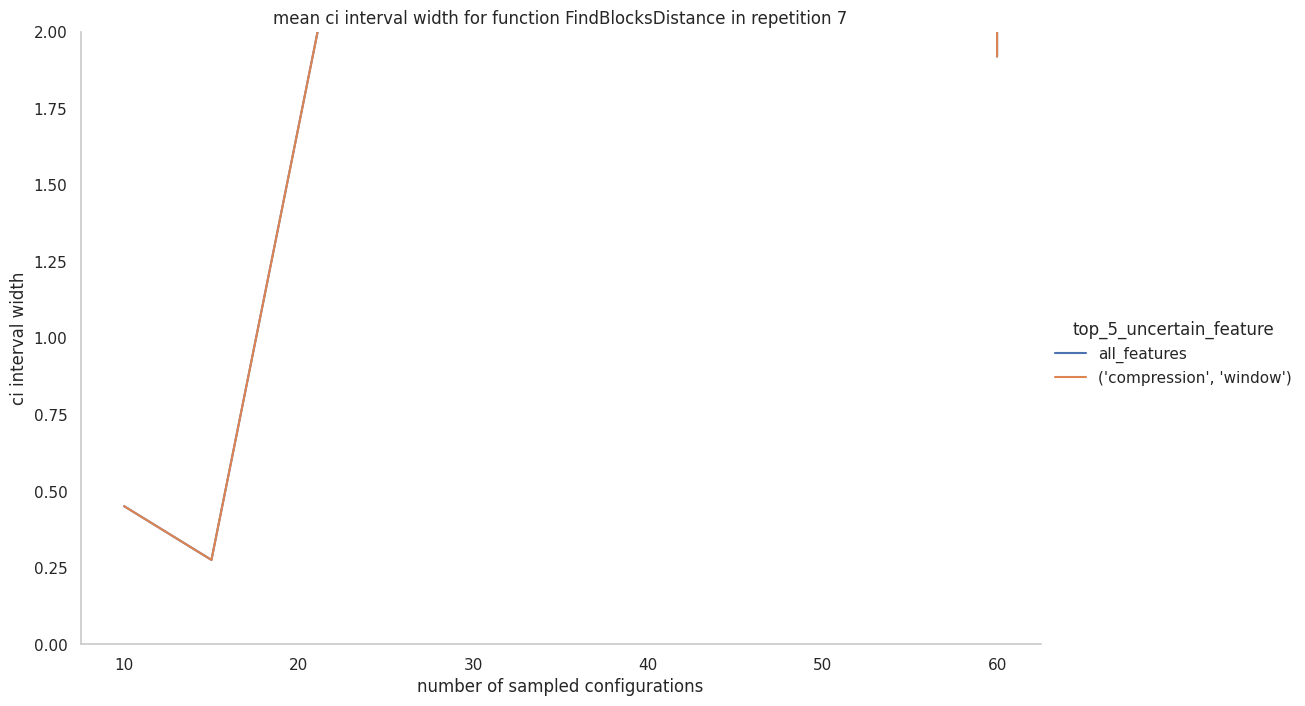 mean ci interval width for function FindBlocksDistance in repetition 7
2.00
1.75
1.50
1.25
1.00
0.75
0.50
0.25
0.00
ci interval width
10 20 30 40 50 60
number of sampled configurations
top_5_uncertain_feature
all_features
('compression', 'window')